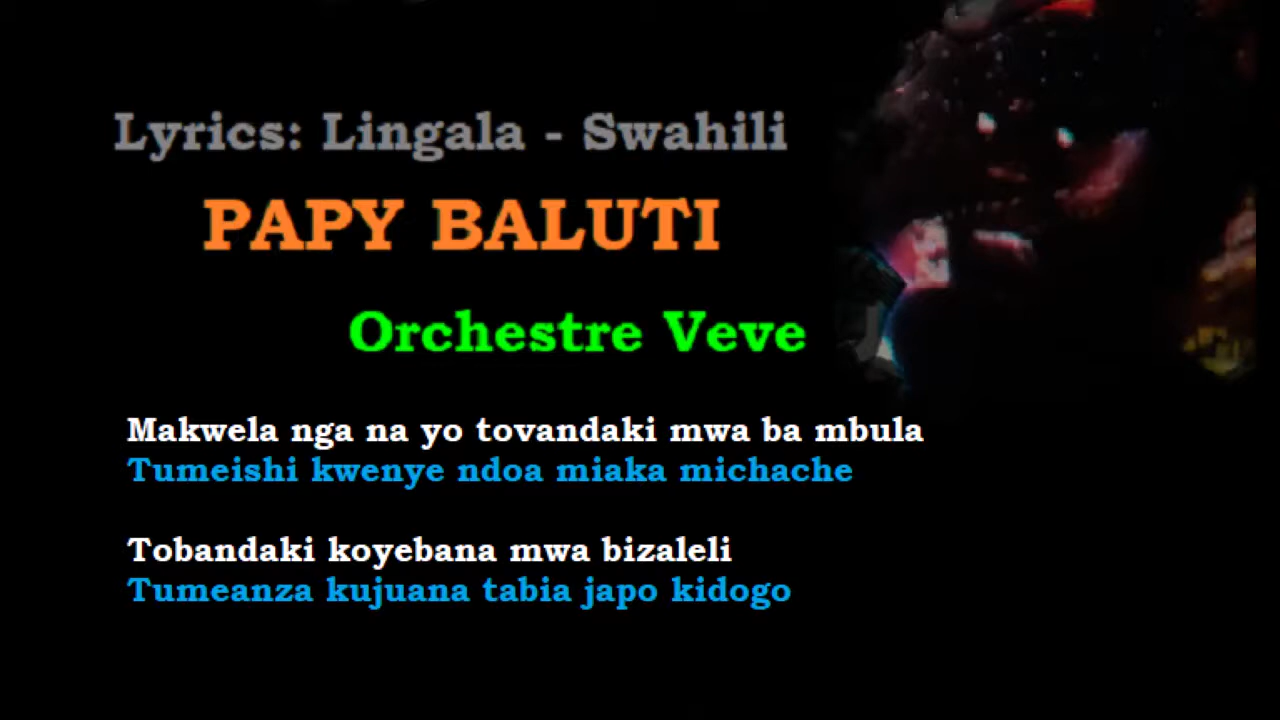 Lyrics: Lingala - Swahili
PAPY BALUTI
Orchestre Veve
Makwela nga na yo tovandaki mwa ba mbula
Tumeishi kwenye ndoa miaka michache
Tobandaki koyebana mwa bizaleli
Tumeanza kujuana tabia japo kidogo